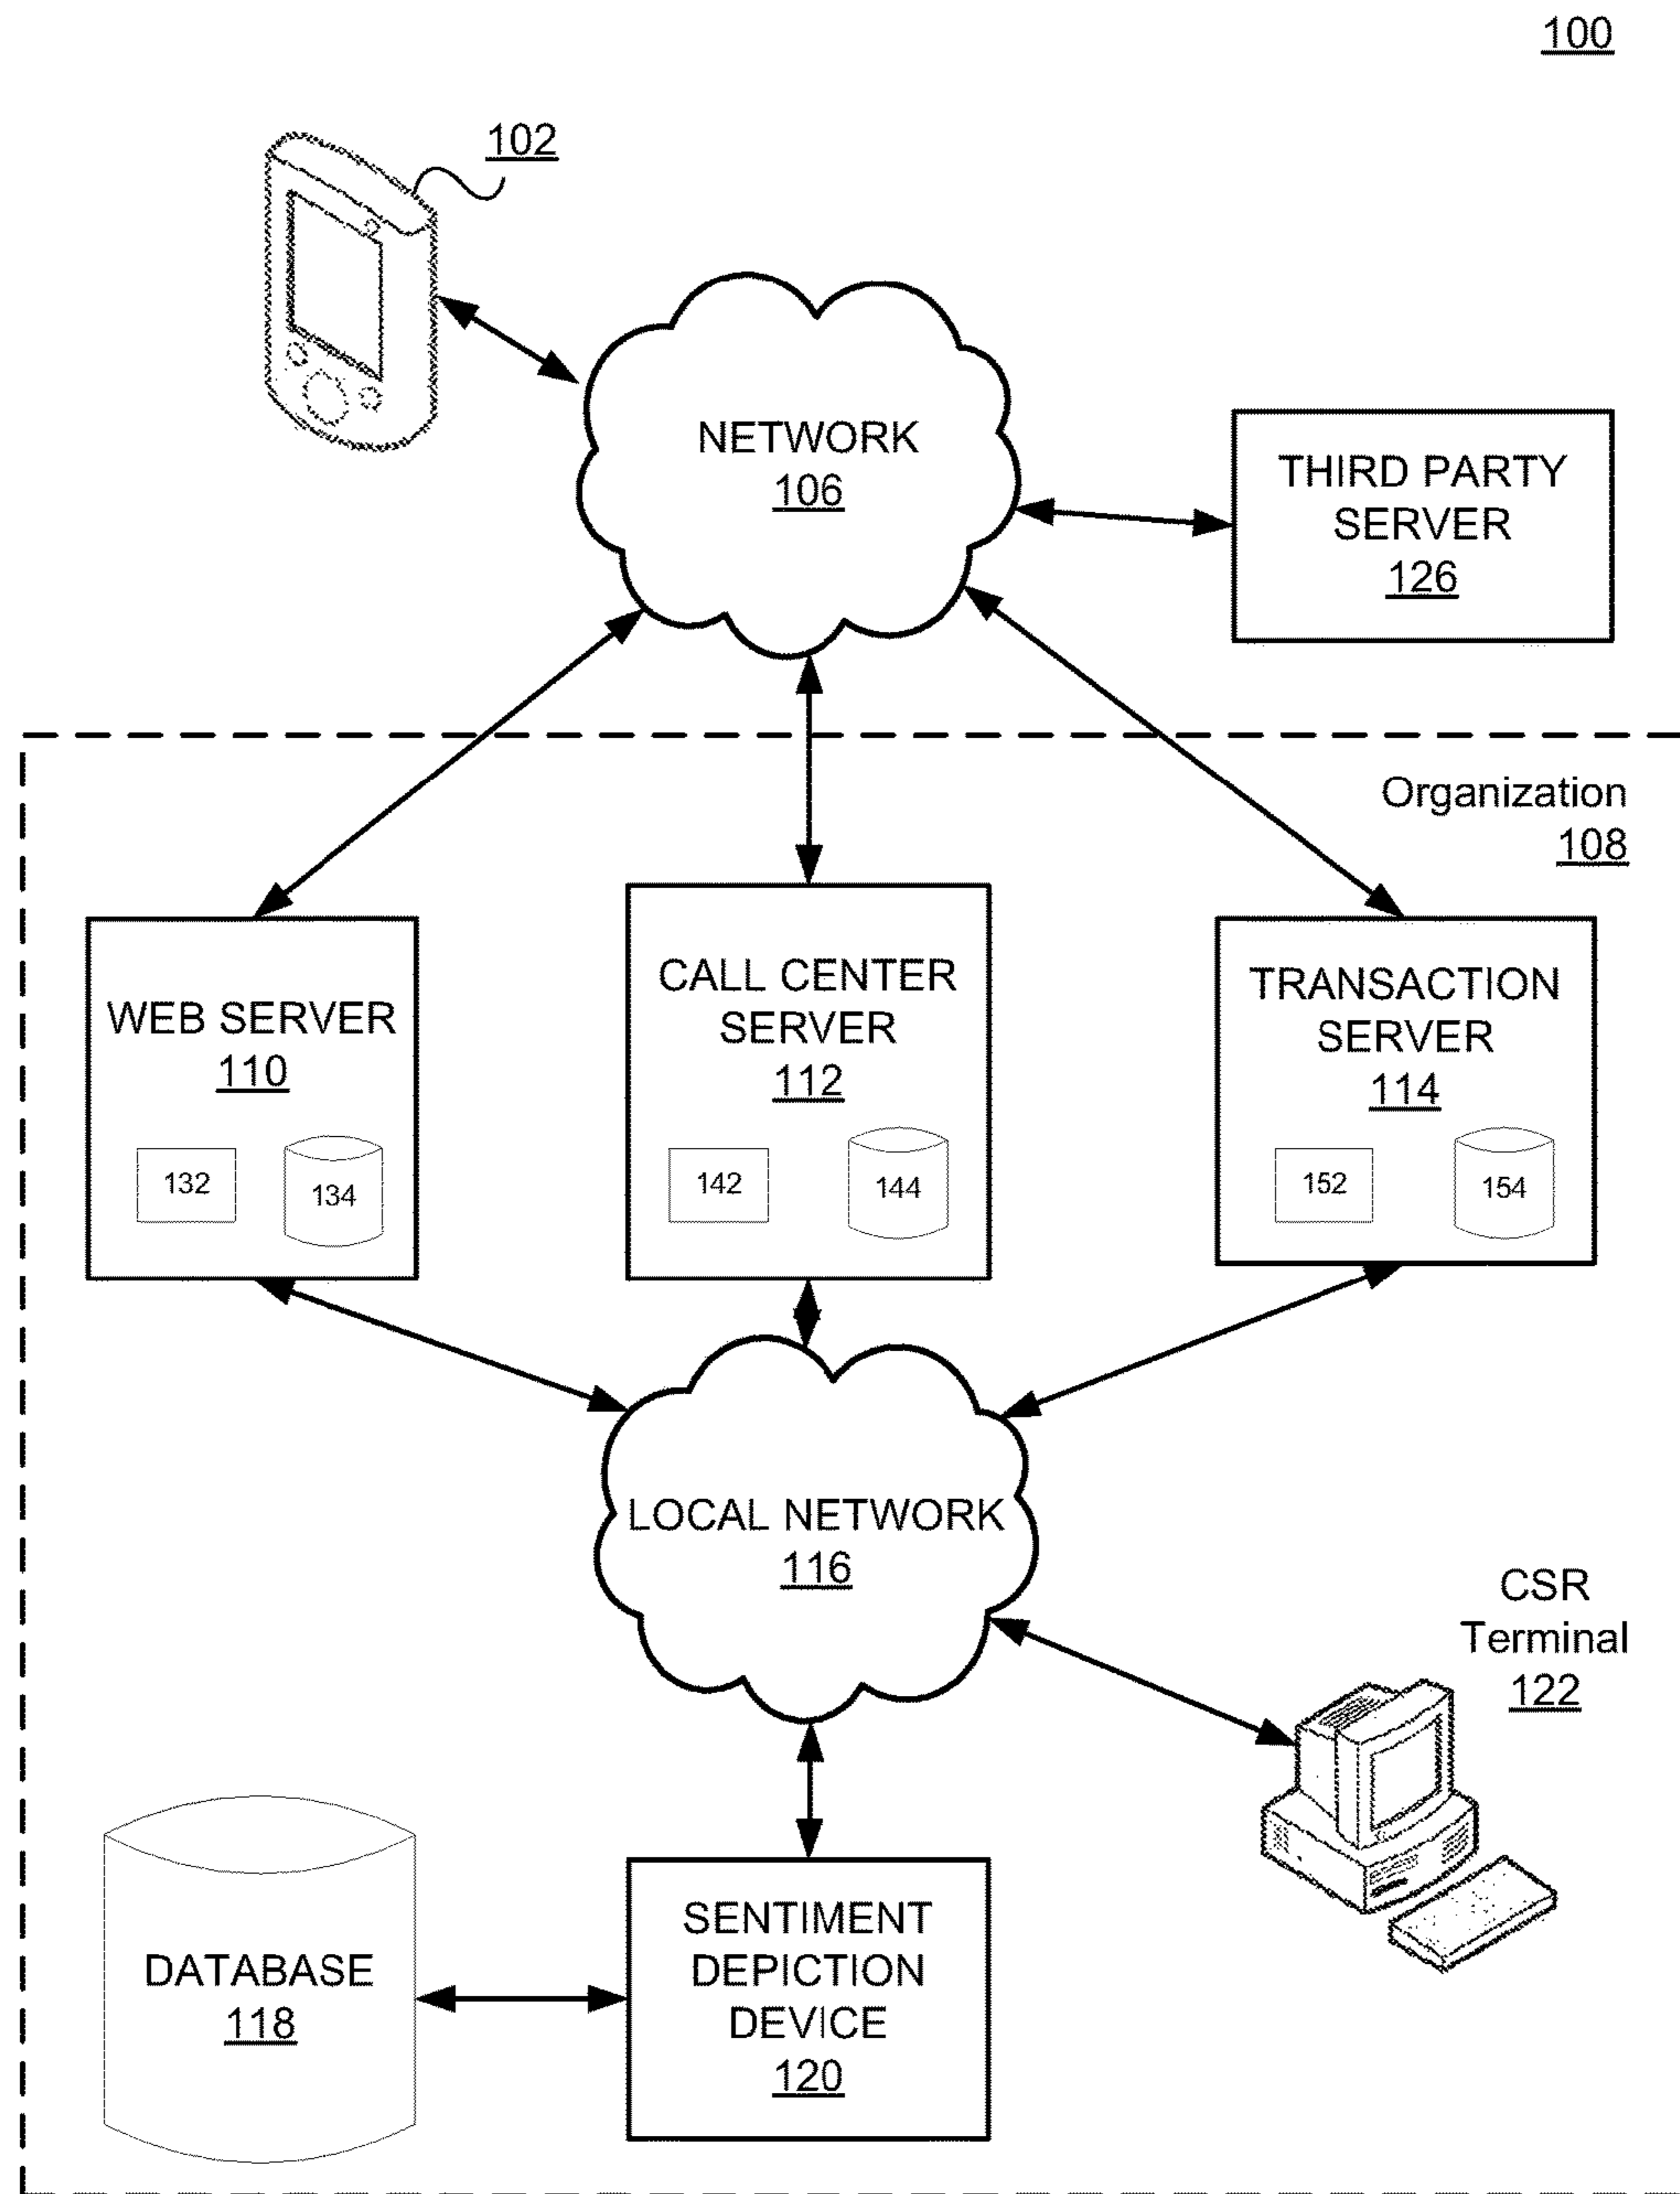 100
102
NETWORK
106
THIRD PARTY
SERVER
126
Organization
108
WEB SERVER
110
132
134
CALL CENTER
SERVER
112
142
144
TRANSACTION
SERVER
114
152
154
LOCAL NETWORK
116
CSR
Terminal
122
DATABASE
118
SENTIMENT
DEPICTION
DEVICE
120